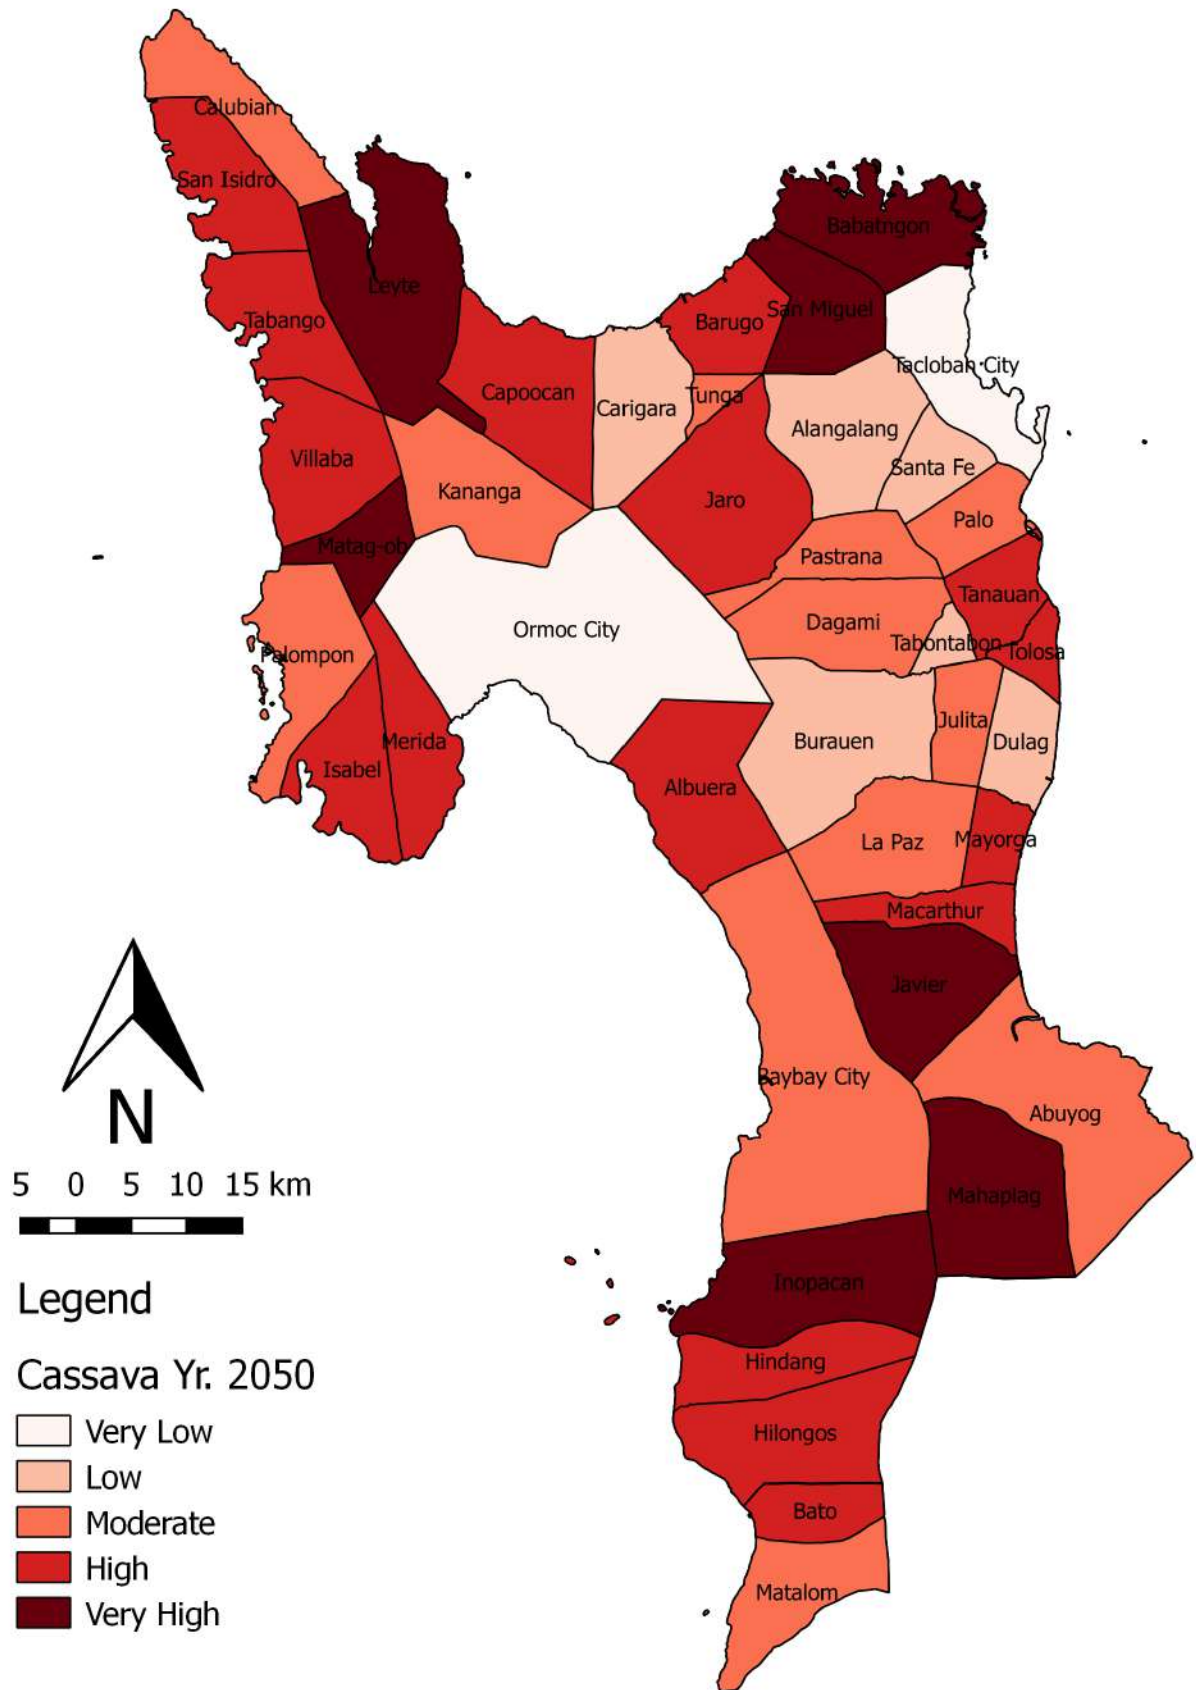 Calubian
San Isidro
Leyte
Babatngon
Tabango
Barugo
San Miguel
Tacloban City
Capoocan
Carigara
Tunga
Alangalang
Villaba
Kananga
Jaro
Santa Fe
Palo
Matag-ob
Pastrana
Tanauan
Ormoc City
Dagami
Tabontabon
Tolosa
Palompon
Merida
Isabel
Burauen
Julita
Dulag
Albuera
La Paz
Mayorga
Macarthur
Javier
Baybay City
Abuyog
Mahaplag
Inopacan
Hindang
Hilongos
Bato
Matalom
N
5 0 5 10 15 km
Legend
Cassava Yr. 2050
Very Low
Low
Moderate
High
Very High